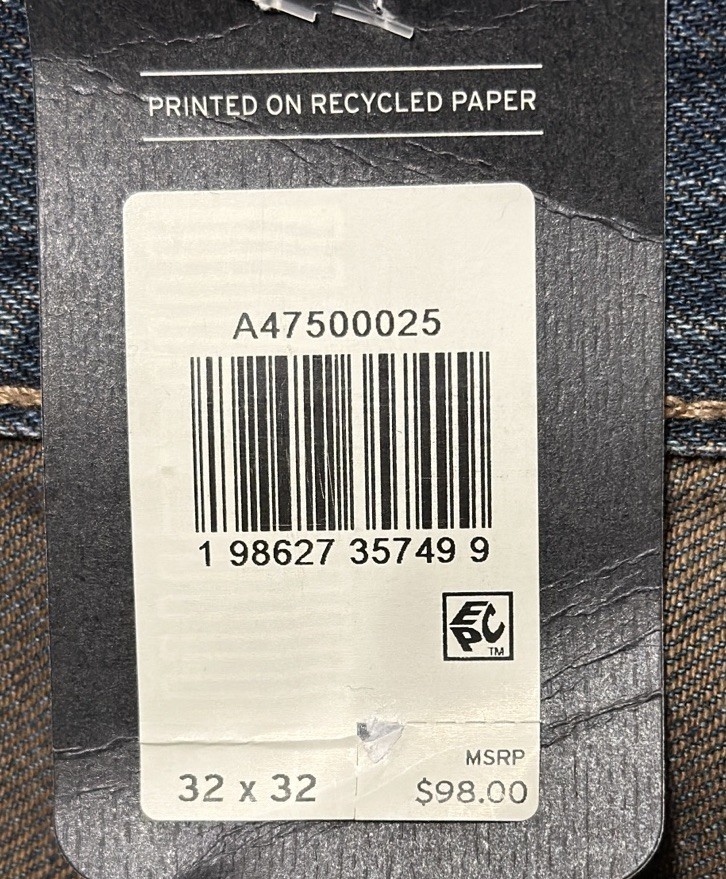 PRINTED ON RECYCLED PAPER
A47500025
1 98627 35749 9
EPC
TM
MSRP
32 x 32 $98.00